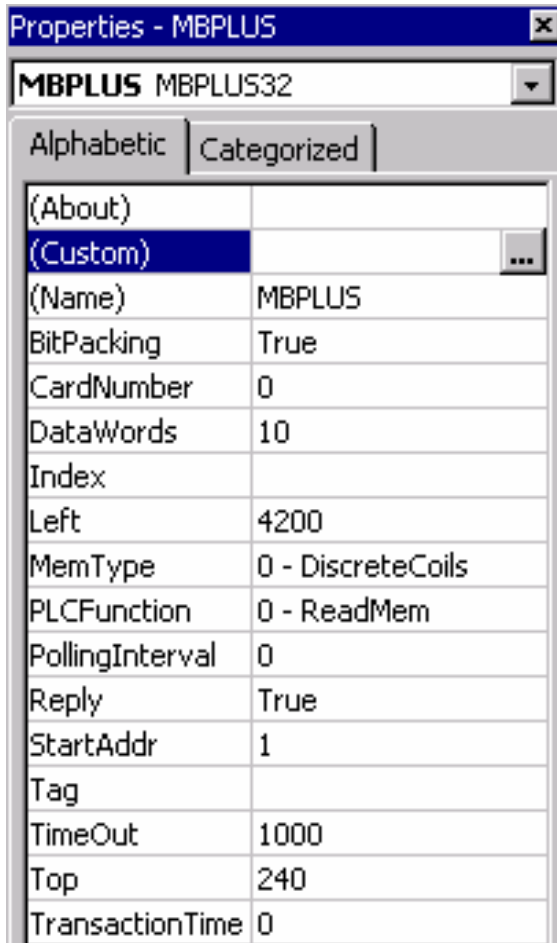 Properties - MBPLUS
MBPLUS MBPLUS32
Alphabetic Categorized
(About)
(Custom) ...
(Name) MBPLUS
BitPacking True
CardNumber 0
DataWords 10
Index
Left 4200
MemType 0 - DiscreteCoils
PLCFunction 0 - ReadMem
PollingInterval 0
Reply True
StartAddr 1
Tag
TimeOut 1000
Top 240
TransactionTime 0